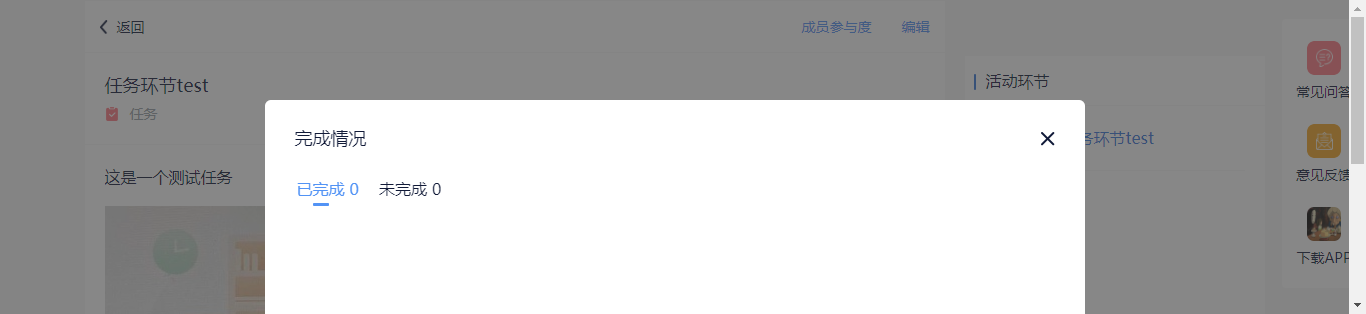 返回
成员参与度 编辑
任务环节test
任务
这是一个测试任务
完成情况
已完成 0 未完成 0
活动环节
务环节test
常见问答
意见反馈
下载APP